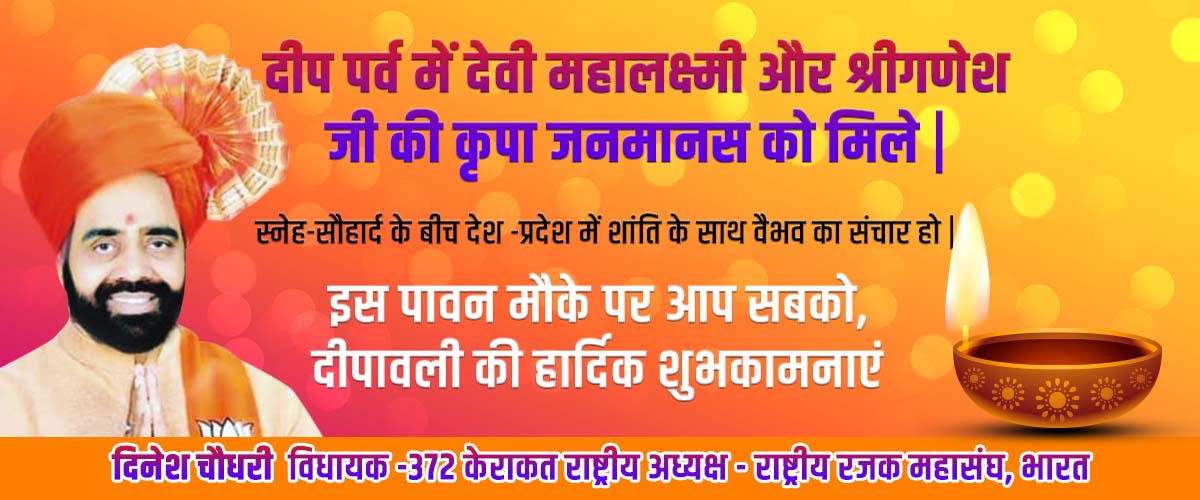 दीप पर्व में देवी महालक्ष्मी और श्रीगणेश
जी की कृपा जनमानस को मिले |
स्नेह-सौहार्द के बीच देश -प्रदेश में शांति के साथ वैभव का संचार हो |
इस पावन मौके पर आप सबको,
दीपावली की हार्दिक शुभकामनाएं
दिनेश चौधरी विधायक -372 केराकत राष्ट्रीय अध्यक्ष - राष्ट्रीय रजक महासंघ, भारत